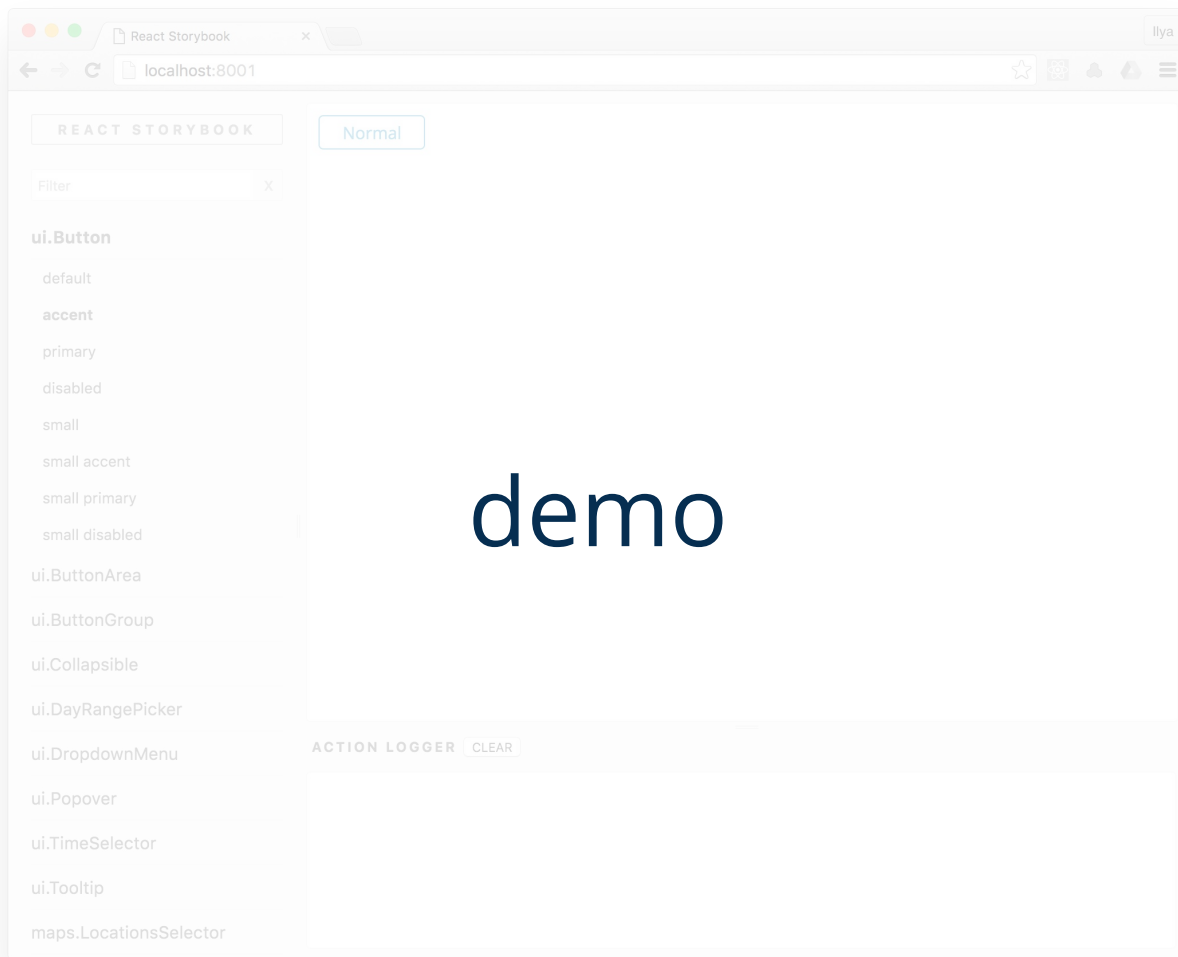 React Storybook
Ilya
localhost:8001
REACT STORYBOOK
Normal
Filter
X
ui.Button
default
accent
primary
disabled
small
small accent
small primary
small disabled
demo
ui.ButtonArea
ui.ButtonGroup
ui.Collapsible
ui.DayRangePicker
ui.DropdownMenu
ui.Popover
ui.TimeSelector
ui.Tooltip
maps.LocationsSelector
ACTION LOGGER
CLEAR